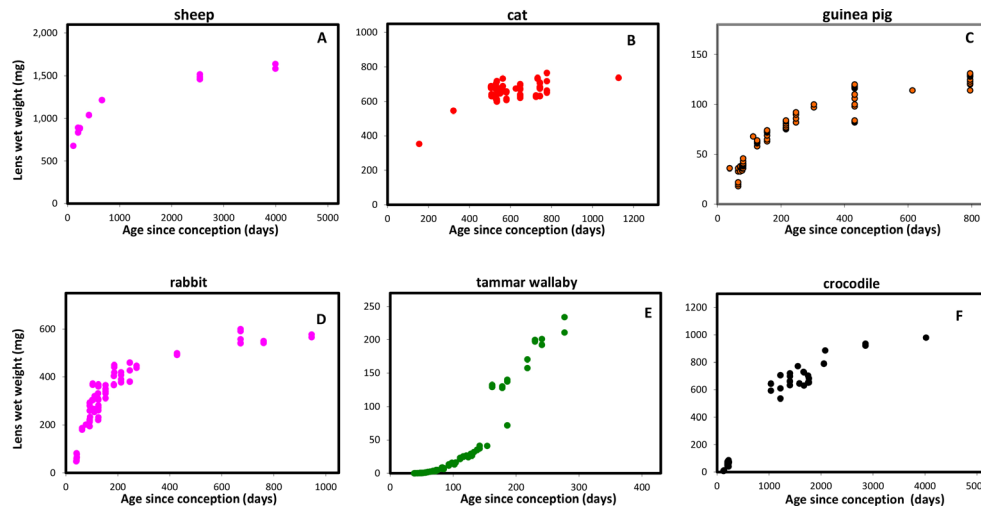 sheep
A
2,000
1,500
1,000
500
0
0 1000 2000 3000 4000 5000
Lens wet weight (mg)
Age since conception (days)
cat
B
1000
800
600
400
200
0
0 200 400 600 800 1000 1200
Age since conception (days)
guinea pig
C
150
100
50
0
0 200 400 600 800
Age since conception (days)
rabbit
D
600
400
200
0
0 200 400 600 800 1000
Lens wet weight (mg)
Age since conception (days)
tammar wallaby
E
250
200
150
100
50
0
0 100 200 300 400
Age since conception (days)
crocodile
F
1200
1000
800
600
400
200
0
0 1000 2000 3000 4000 5000
Age since conception (days)